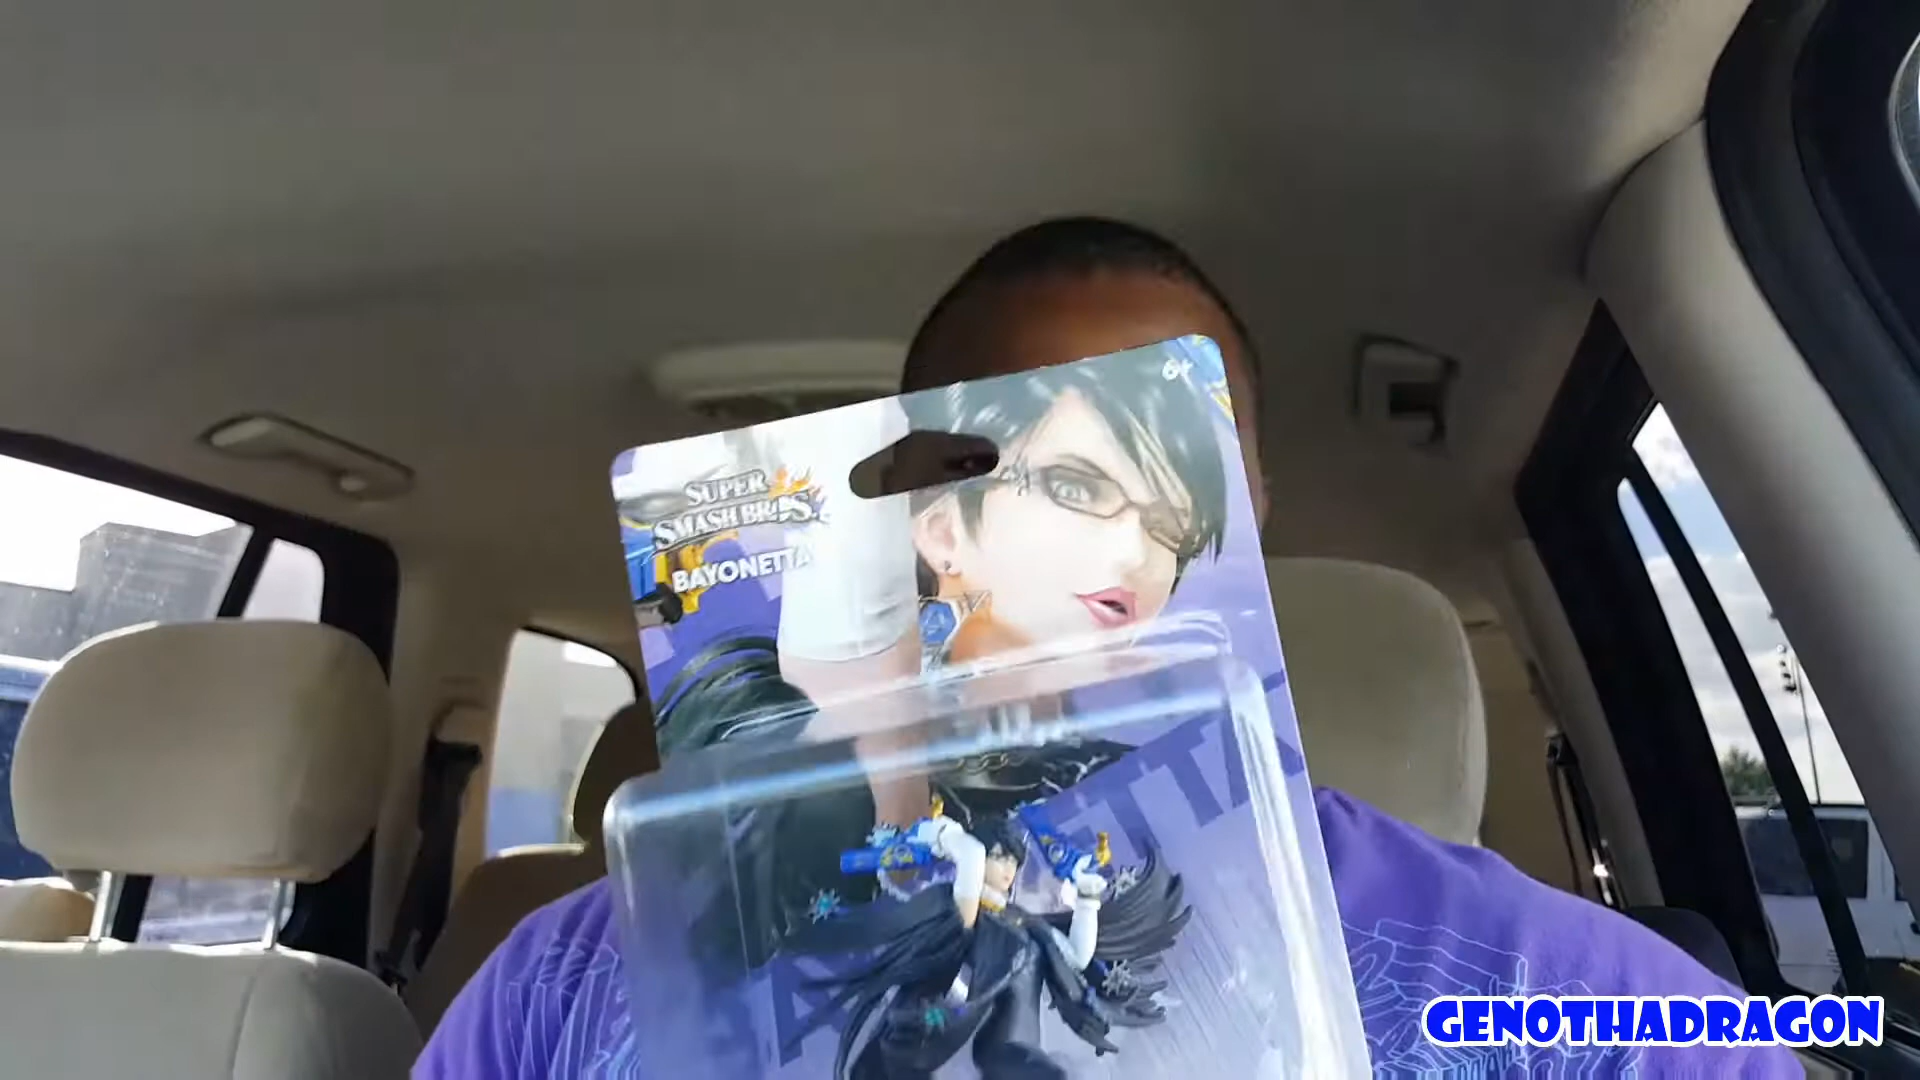 6+
SUPER
SMASH BROS.
BAYONETTA
GENOTHADRAGON